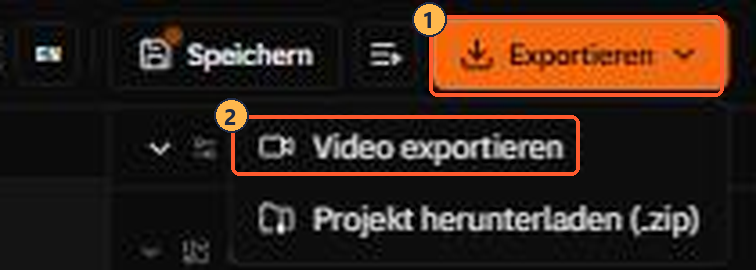 1
Speichern
Exportieren
2
Video exportieren
Projekt herunterladen (.zip)